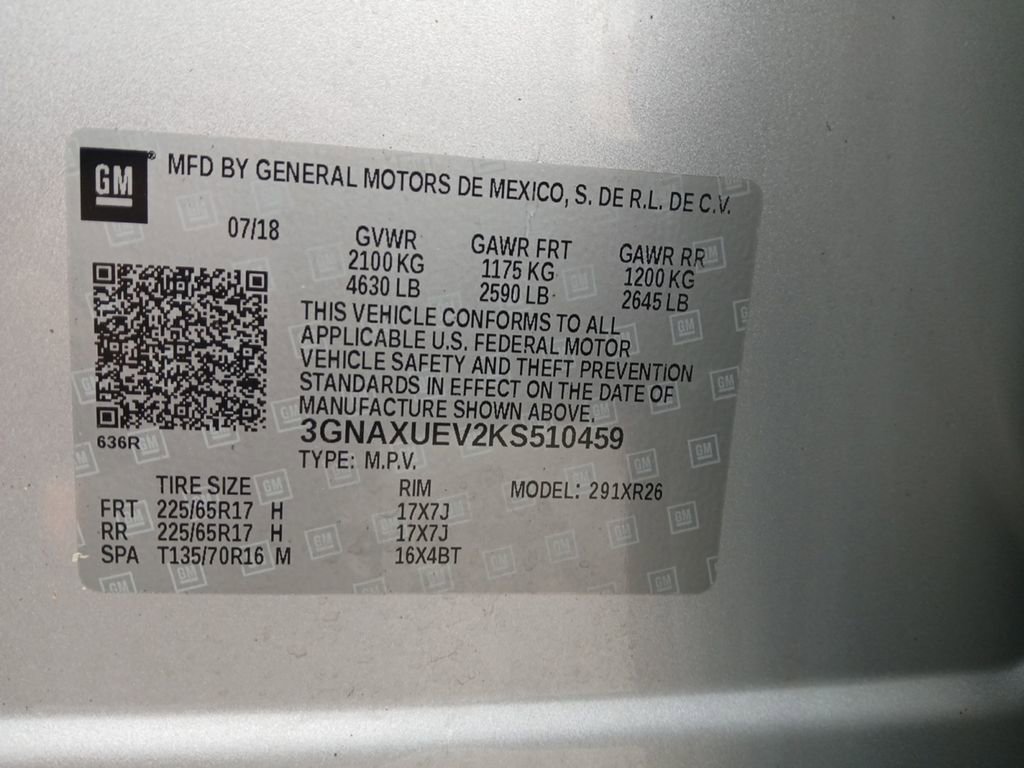 GM ® MFD BY GENERAL MOTORS DE MEXICO, S. DE R.L. DE C.V.
07/18 GVWR GAWR FRT GAWR RR
2100 KG 1175 KG 1200 KG
4630 LB 2590 LB 2645 LB
THIS VEHICLE CONFORMS TO ALL
APPLICABLE U.S. FEDERAL MOTOR
VEHICLE SAFETY AND THEFT PREVENTION
STANDARDS IN EFFECT ON THE DATE OF
MANUFACTURE SHOWN ABOVE.
636R 3GNAXUEV2KS510459
TYPE: M.P.V.
TIRE SIZE RIM MODEL: 291XR26
FRT 225/65R17 H 17X7J
RR 225/65R17 H 17X7J
SPA T135/70R16 M 16X4BT